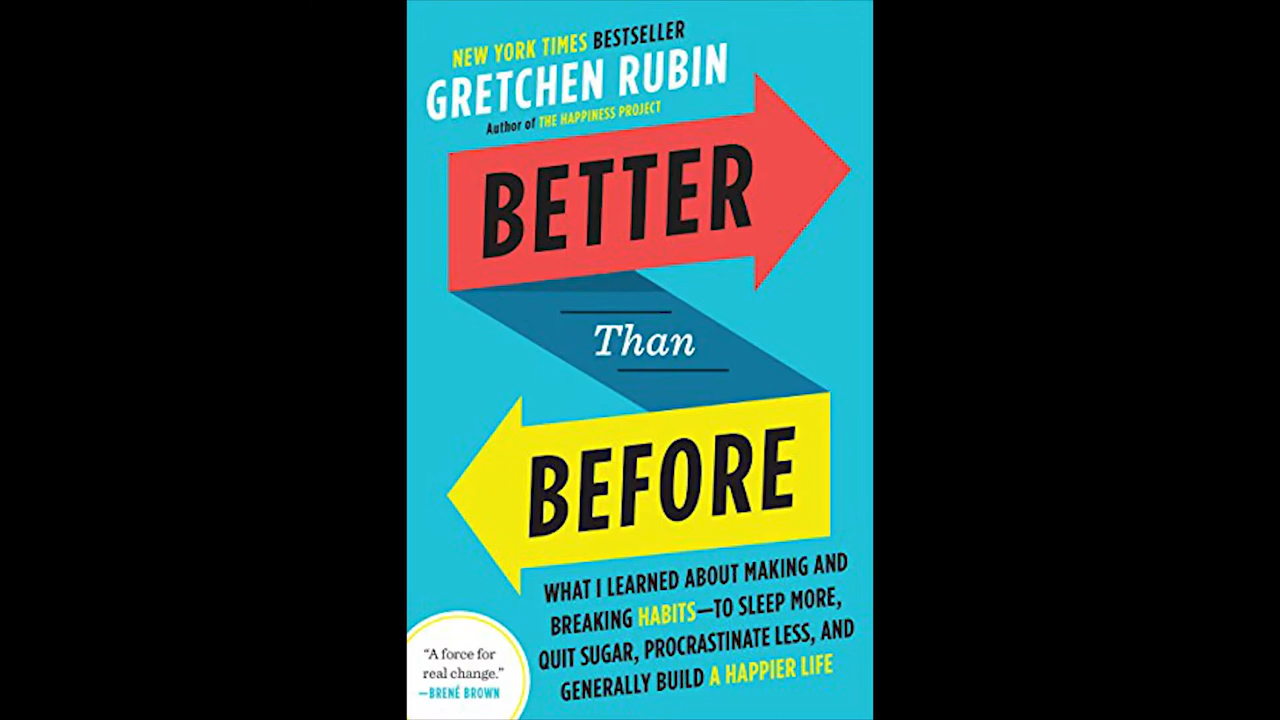 NEW YORK TIMES BESTSELLER
GRETCHEN RUBIN
Author of THE HAPPINESS PROJECT
BETTER
Than
BEFORE
WHAT I LEARNED ABOUT MAKING AND
BREAKING HABITS—TO SLEEP MORE,
QUIT SUGAR, PROCRASTINATE LESS, AND
GENERALLY BUILD A HAPPIER LIFE
“A force for
real change.”
—BRENÉ BROWN